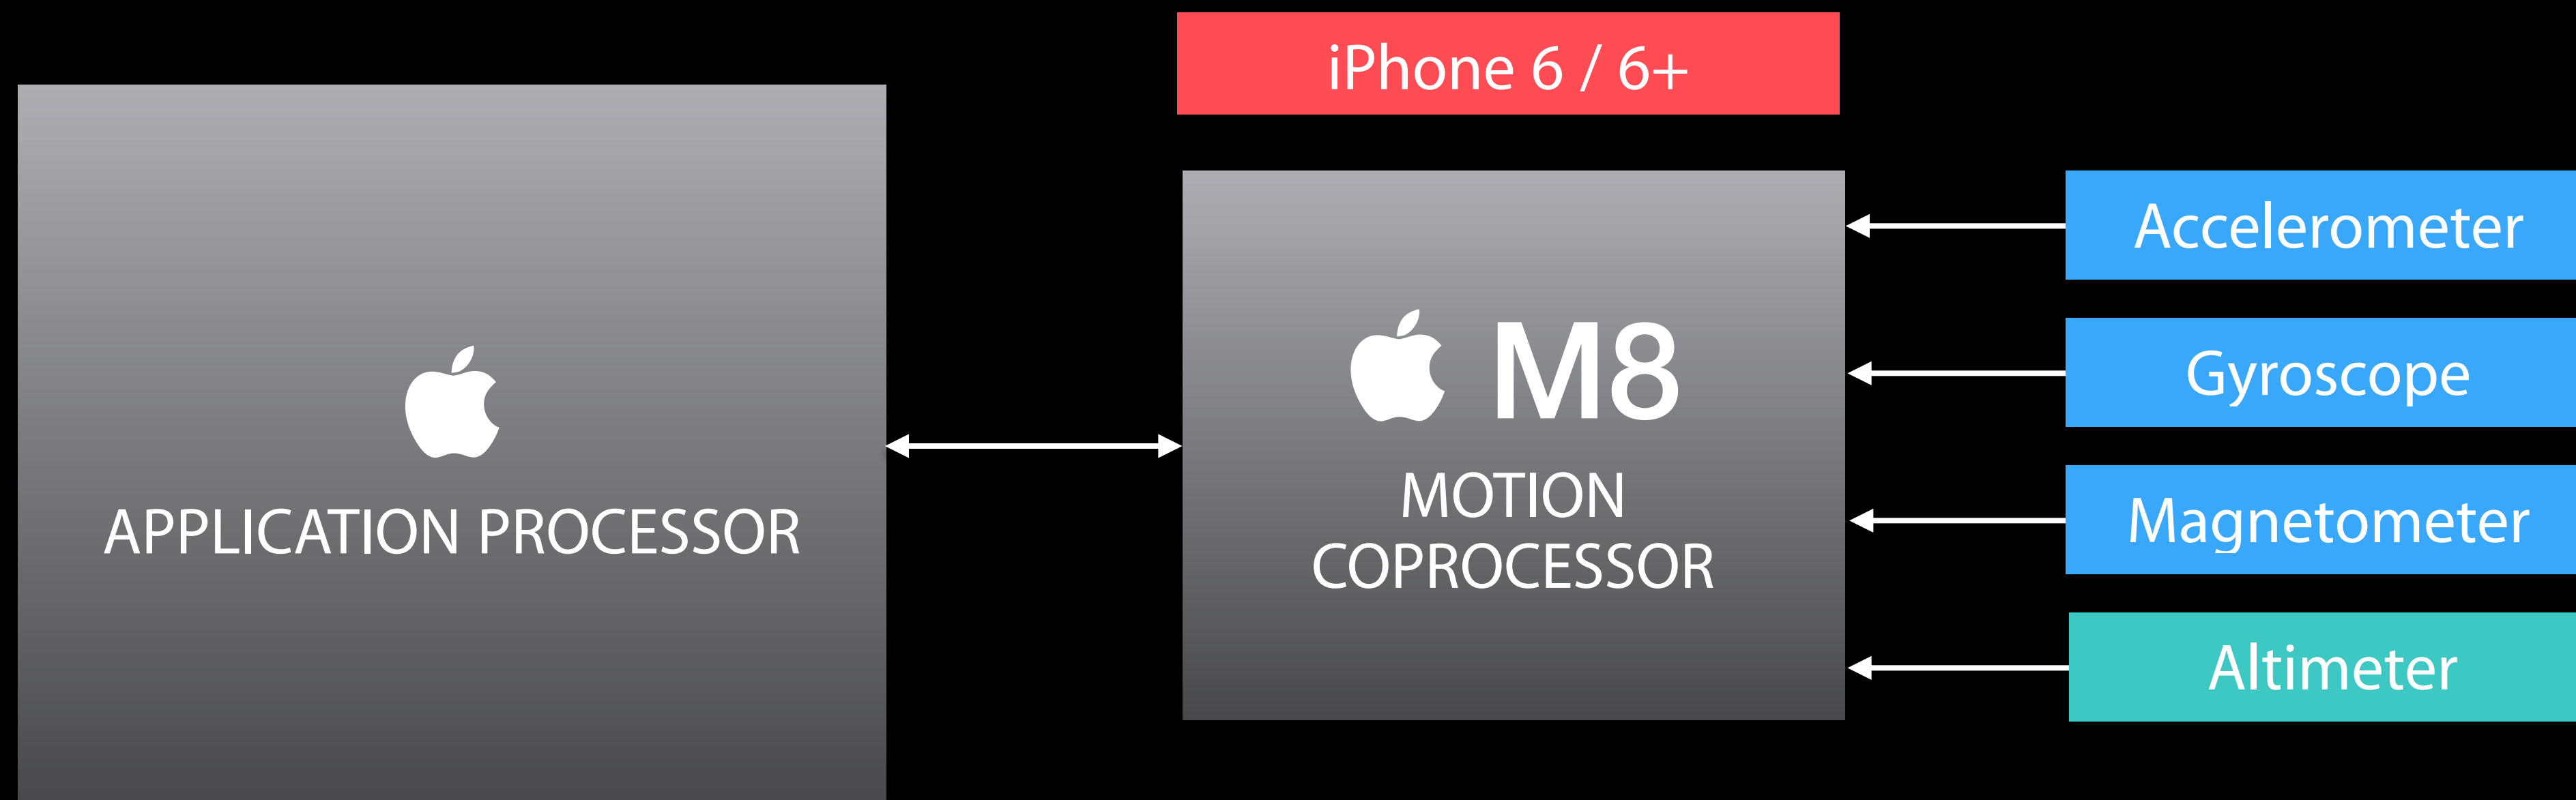 iPhone 6 / 6+
APPLICATION PROCESSOR
M8
MOTION
COPROCESSOR
Accelerometer
Gyroscope
Magnetometer
Altimeter